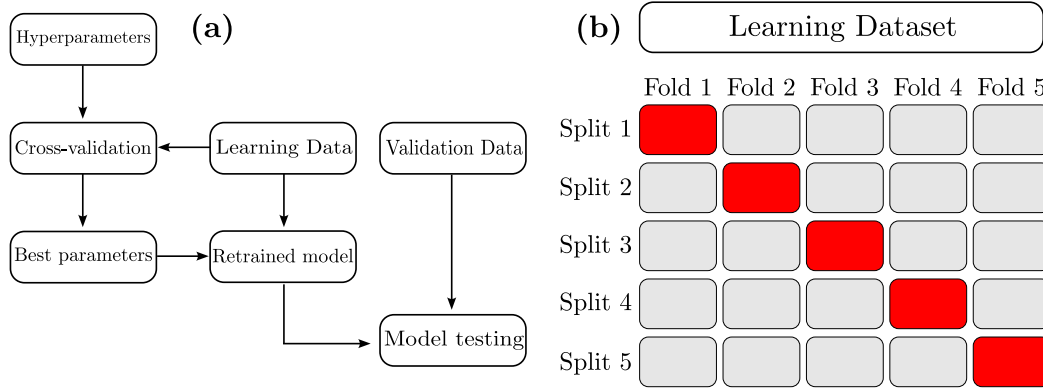 (a)
Hyperparameters
Cross-validation
Learning Data
Validation Data
Best parameters
Retrained model
Model testing
(b)
Learning Dataset
Fold 1 Fold 2 Fold 3 Fold 4 Fold 5
Split 1
Split 2
Split 3
Split 4
Split 5